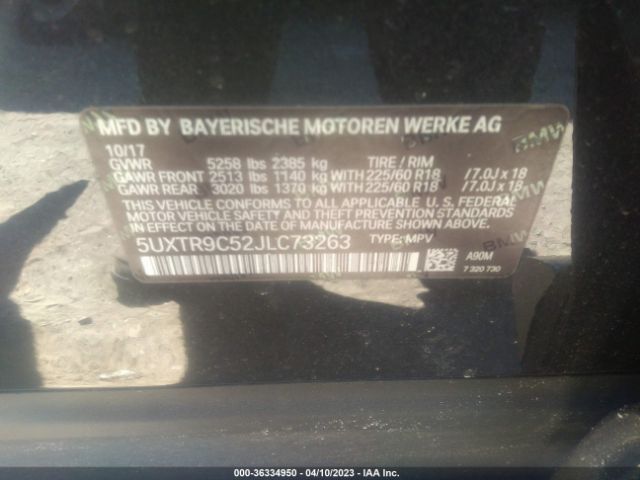 MFD BY BAYERISCHE MOTOREN WERKE AG
10/17
GVWR 5258 lbs 2385 kg TIRE / RIM
GAWR FRONT 2513 lbs 1140 kg WITH 225/60 R18 /7.0J x 18
GAWR REAR 3020 lbs 1370 kg WITH 225/60 R18 /7.0J x 18
THIS VEHICLE CONFORMS TO ALL APPLICABLE U. S. FEDERAL
MOTOR VEHICLE SAFETY AND THEFT PREVENTION STANDARDS
IN EFFECT ON THE DATE OF MANUFACTURE SHOWN ABOVE.
5UXTR9C52JLC73263 TYPE: MPV
A90M
7 320 730
BMW
BMW
BMW
000-36334950 - 04/10/2023 - IAA Inc.